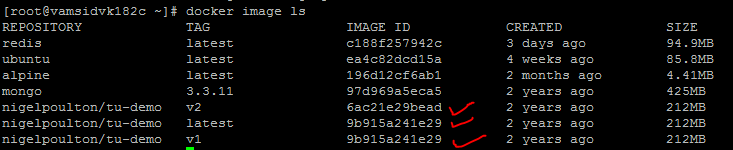 [root@vamsidvk182c ~]# docker image ls
REPOSITORY TAG IMAGE ID CREATED SIZE
redis latest c188f257942c 3 days ago 94.9MB
ubuntu latest ea4c82dcd15a 4 weeks ago 85.8MB
alpine latest 196d12cf6ab1 2 months ago 4.41MB
mongo 3.3.11 97d969a5eca5 2 years ago 425MB
nigelpoulton/tu-demo v2 6ac21e29bead 2 years ago 212MB
nigelpoulton/tu-demo latest 9b915a241e29 2 years ago 212MB
nigelpoulton/tu-demo v1 9b915a241e29 2 years ago 212MB